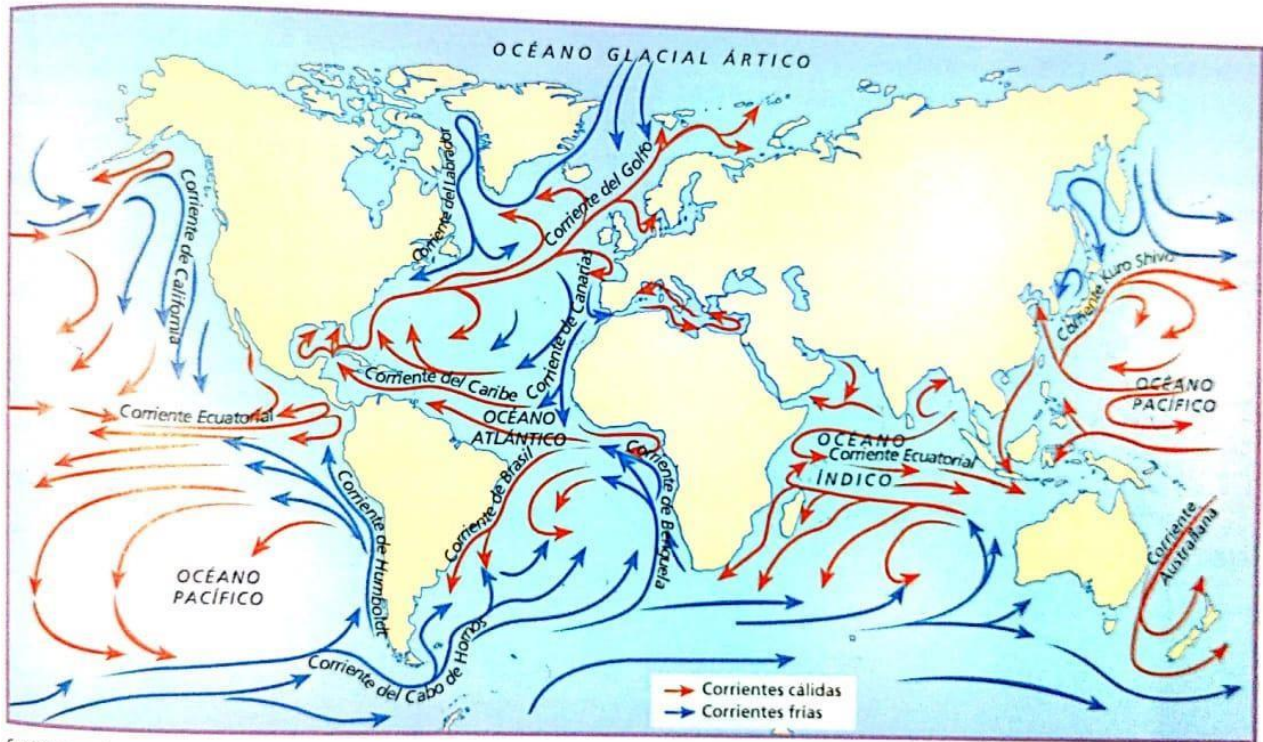 OCÉANO GLACIAL ÁRTICO
Corriente del Labrador
Corriente del Golfo
Corriente de California
Corriente de Canarias
Corriente Kuro Shivo
Corriente del Caribe
Corriente Ecuatorial
OCÉANO
ATLÁNTICO
OCÉANO
PACÍFICO
OCÉANO
Corriente Ecuatorial
ÍNDICO
Corriente de Brasil
Corriente de Benguela
Corriente de Humboldt
Corriente
Australiana
OCÉANO
PACÍFICO
Corriente del Cabo de Hornos
Corrientes cálidas
Corrientes frías